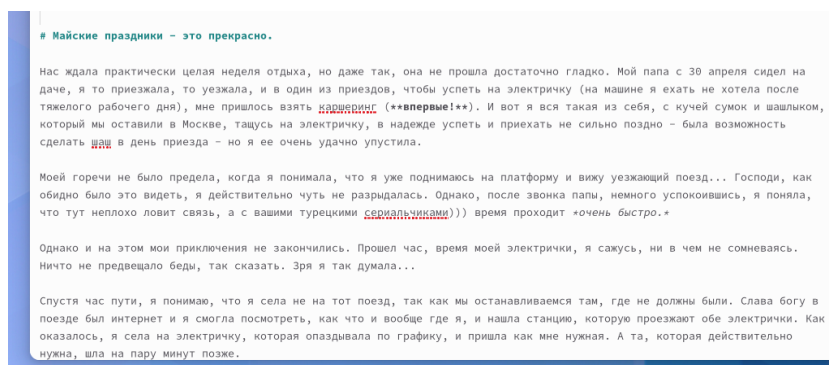 # Майские праздники - это прекрасно.
Нас ждала практически целая неделя отдыха, но даже так, она не прошла достаточно гладко. Мой папа с 30 апреля сидел на
даче, я то приезжала, то уезжала, и в один из приездов, чтобы успеть на электричку (на машине я ехать не хотела после
тяжелого рабочего дня), мне пришлось взять каршеринг (**впервые!**). И вот я вся такая из себя, с кучей сумок и шашлыком,
который мы оставили в Москве, тащусь на электричку, в надежде успеть и приехать не сильно поздно - была возможность
сделать шаш в день приезда - но я ее очень удачно упустила.
Моей горечи не было предела, когда я понимала, что я уже поднимаюсь на платформу и вижу уезжающий поезд... Господи, как
обидно было это видеть, я действительно чуть не разрыдалась. Однако, после звонка папы, немного успокоившись, я поняла,
что тут неплохо ловит связь, а с вашими турецкими сериальчиками))) время проходит *очень быстро.*
Однако и на этом мои приключения не закончились. Прошел час, время моей электрички, я сажусь, ни в чем не сомневаясь.
Ничто не предвещало беды, так сказать. Зря я так думала...
Спустя час пути, я понимаю, что я села не на тот поезд, так как мы останавливаемся там, где не должны были. Слава богу в
поезде был интернет и я смогла посмотреть, как что и вообще где я, и нашла станцию, которую проезжают обе электрички. Как
оказалось, я села на электричку, которая опаздывала по графику, и пришла как мне нужная. А та, которая действительно
нужна, шла на пару минут позже.